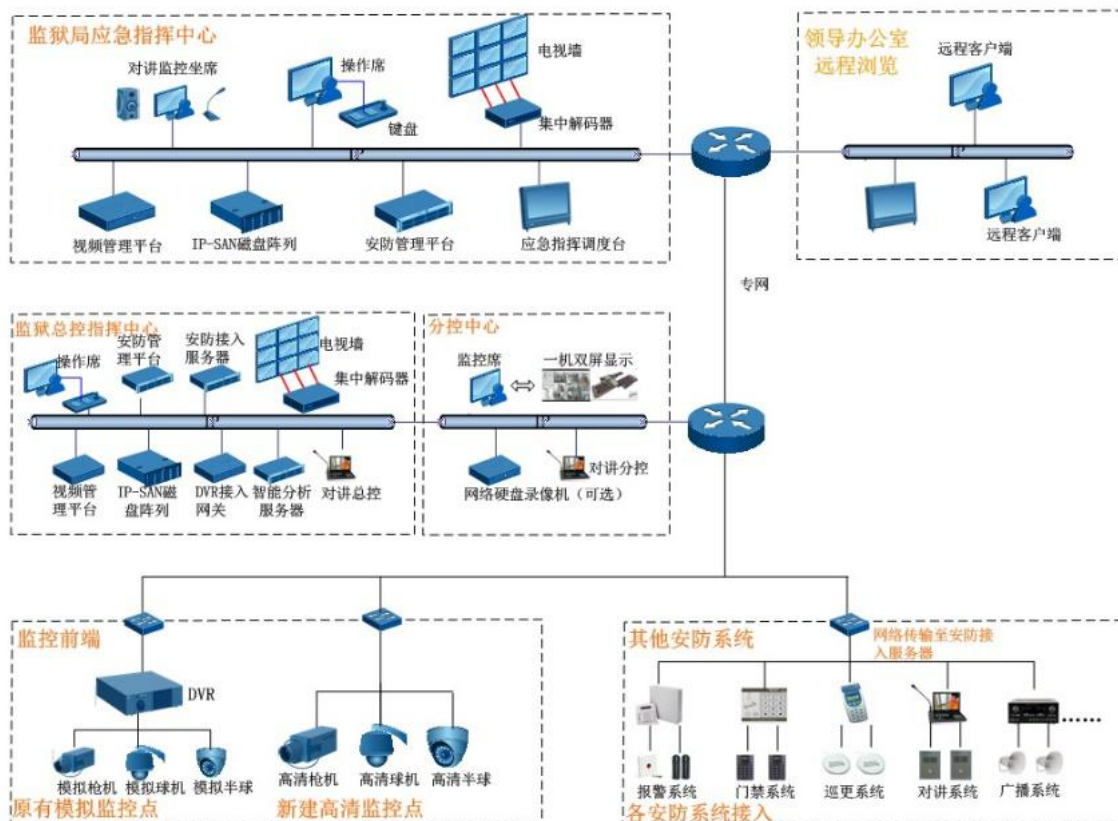 监狱局应急指挥中心
对讲监控坐席
操作席
键盘
电视墙
集中解码器
视频管理平台
IP-SAN磁盘阵列
安防管理平台
应急指挥调度台
领导办公室
远程浏览
远程客户端
远程客户端
专网
监狱总控指挥中心
操作席
安防管
理平台
安防接入
服务器
电视墙
集中解码器
视频管
理平台
IP-SAN磁
盘阵列
DVR接入
网关
智能分析
服务器
对讲总控
分控中心
监控席
一机双屏显示
网络硬盘录像机（可选）
对讲分控
监控前端
DVR
模拟枪机
模拟球机
模拟半球
原有模拟监控点
高清枪机
高清球机
高清半球
新建高清监控点
其他安防系统
网络传输至安防接
入服务器
......
报警系统
门禁系统
巡更系统
对讲系统
广播系统
各安防系统接入